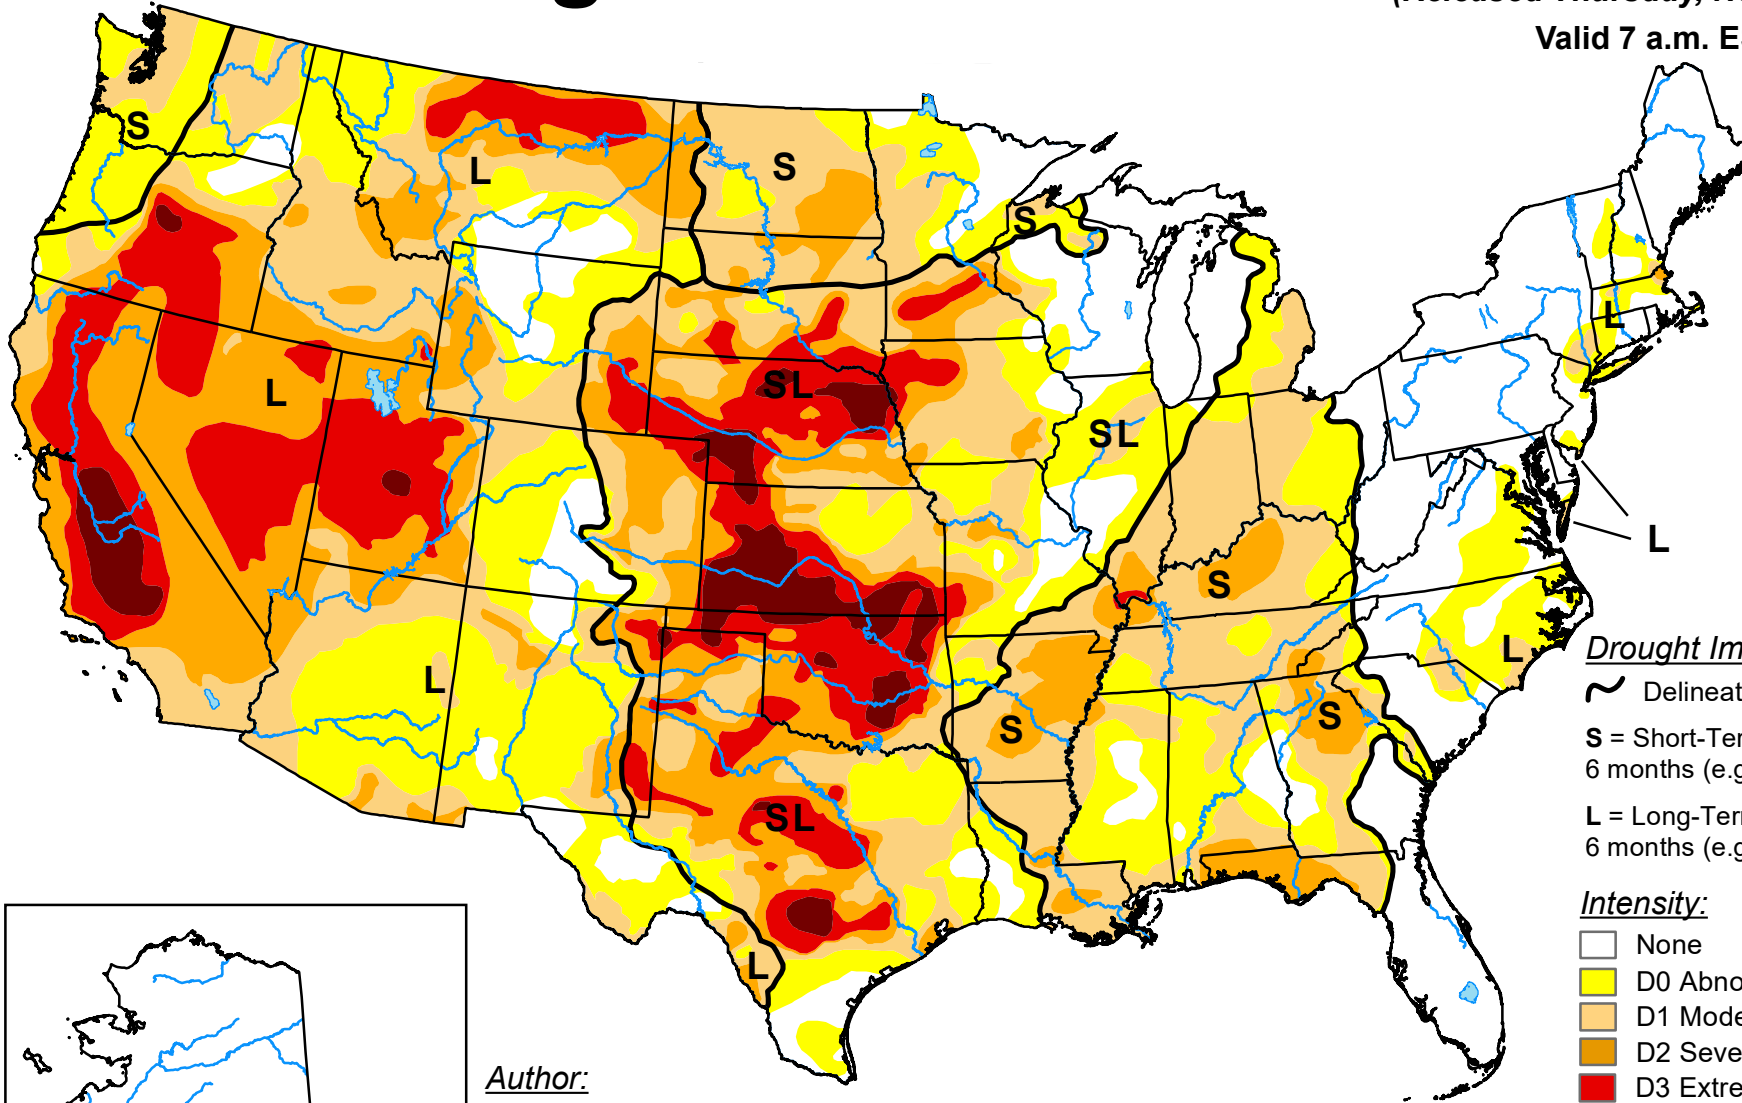 Valid 7 a.m.
S
S
L
S
L
SL
SL
L
S
L
L
S
S
L
SL
L
L
Drought
Delineat
S = Short-Ter
6 months (e.g
L = Long-Ter
6 months (e.g
Intensity:
None
D0 Abno
D1 Mode
D2 Seve
D3 Extre
Author: